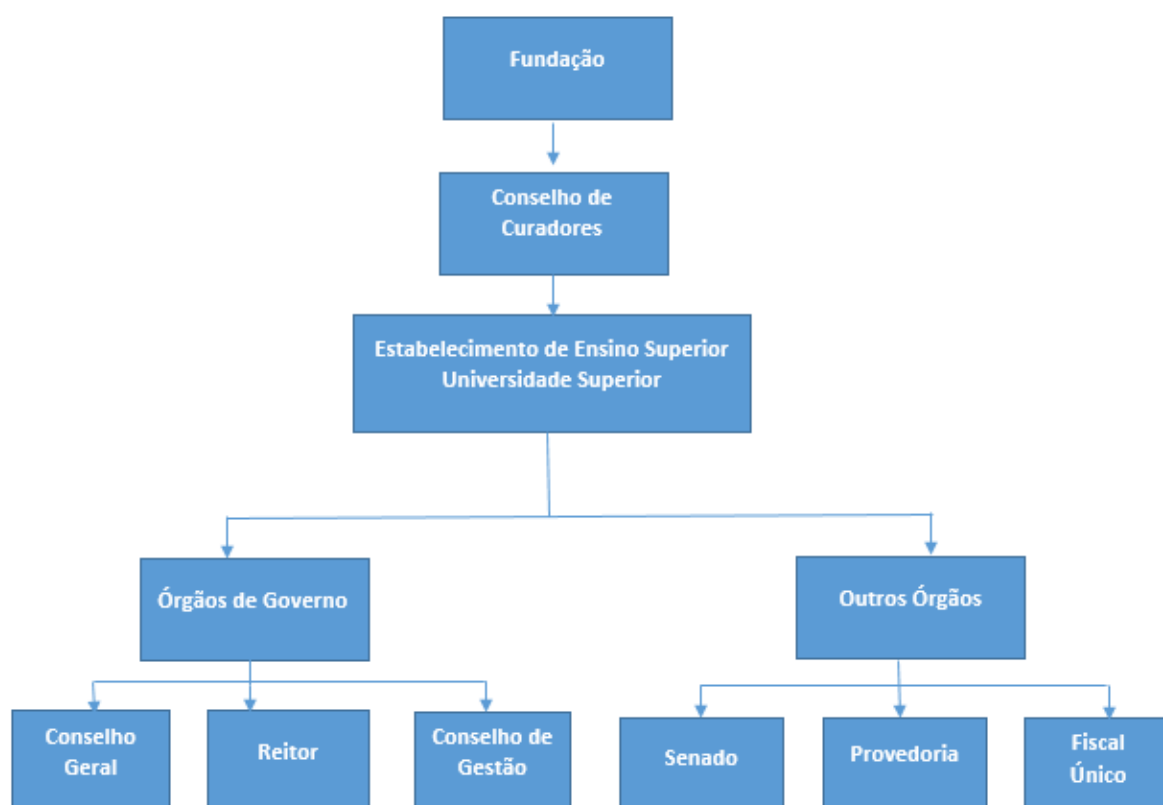 Fundação
Conselho de
Curadores
Estabelecimento de Ensino Superior
Universidade Superior
Órgãos de Governo
Outros Órgãos
Conselho
Geral
Reitor
Conselho de
Gestão
Senado
Provedoria
Fiscal
Único